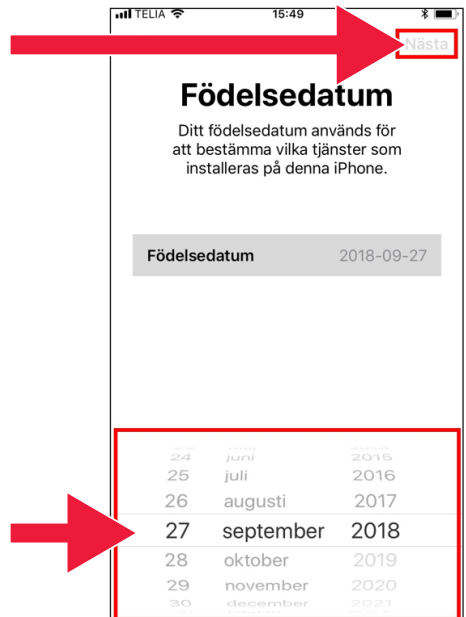 TELIA 15:49
Nästa
Födelsedatum
Ditt födelsedatum används för
att bestämma vilka tjänster som
installeras på denna iPhone.
Födelsedatum 2018-09-27
24 juni 2015
25 juli 2016
26 augusti 2017
27 september 2018
28 oktober 2019
29 november 2020
30 december 2021